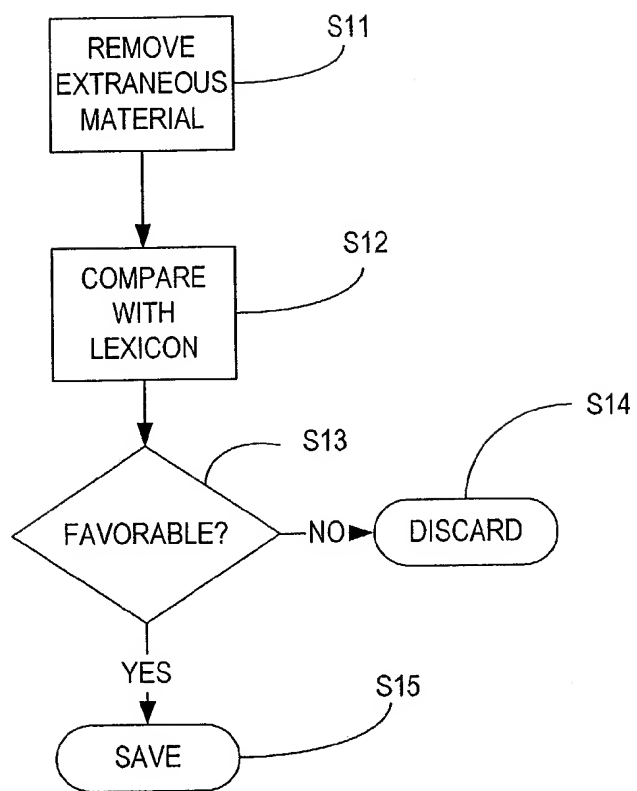 REMOVE
EXTRANEOUS
MATERIAL
S11
COMPARE
WITH
LEXICON
S12
FAVORABLE?
S13
NO
DISCARD
S14
YES
SAVE
S15